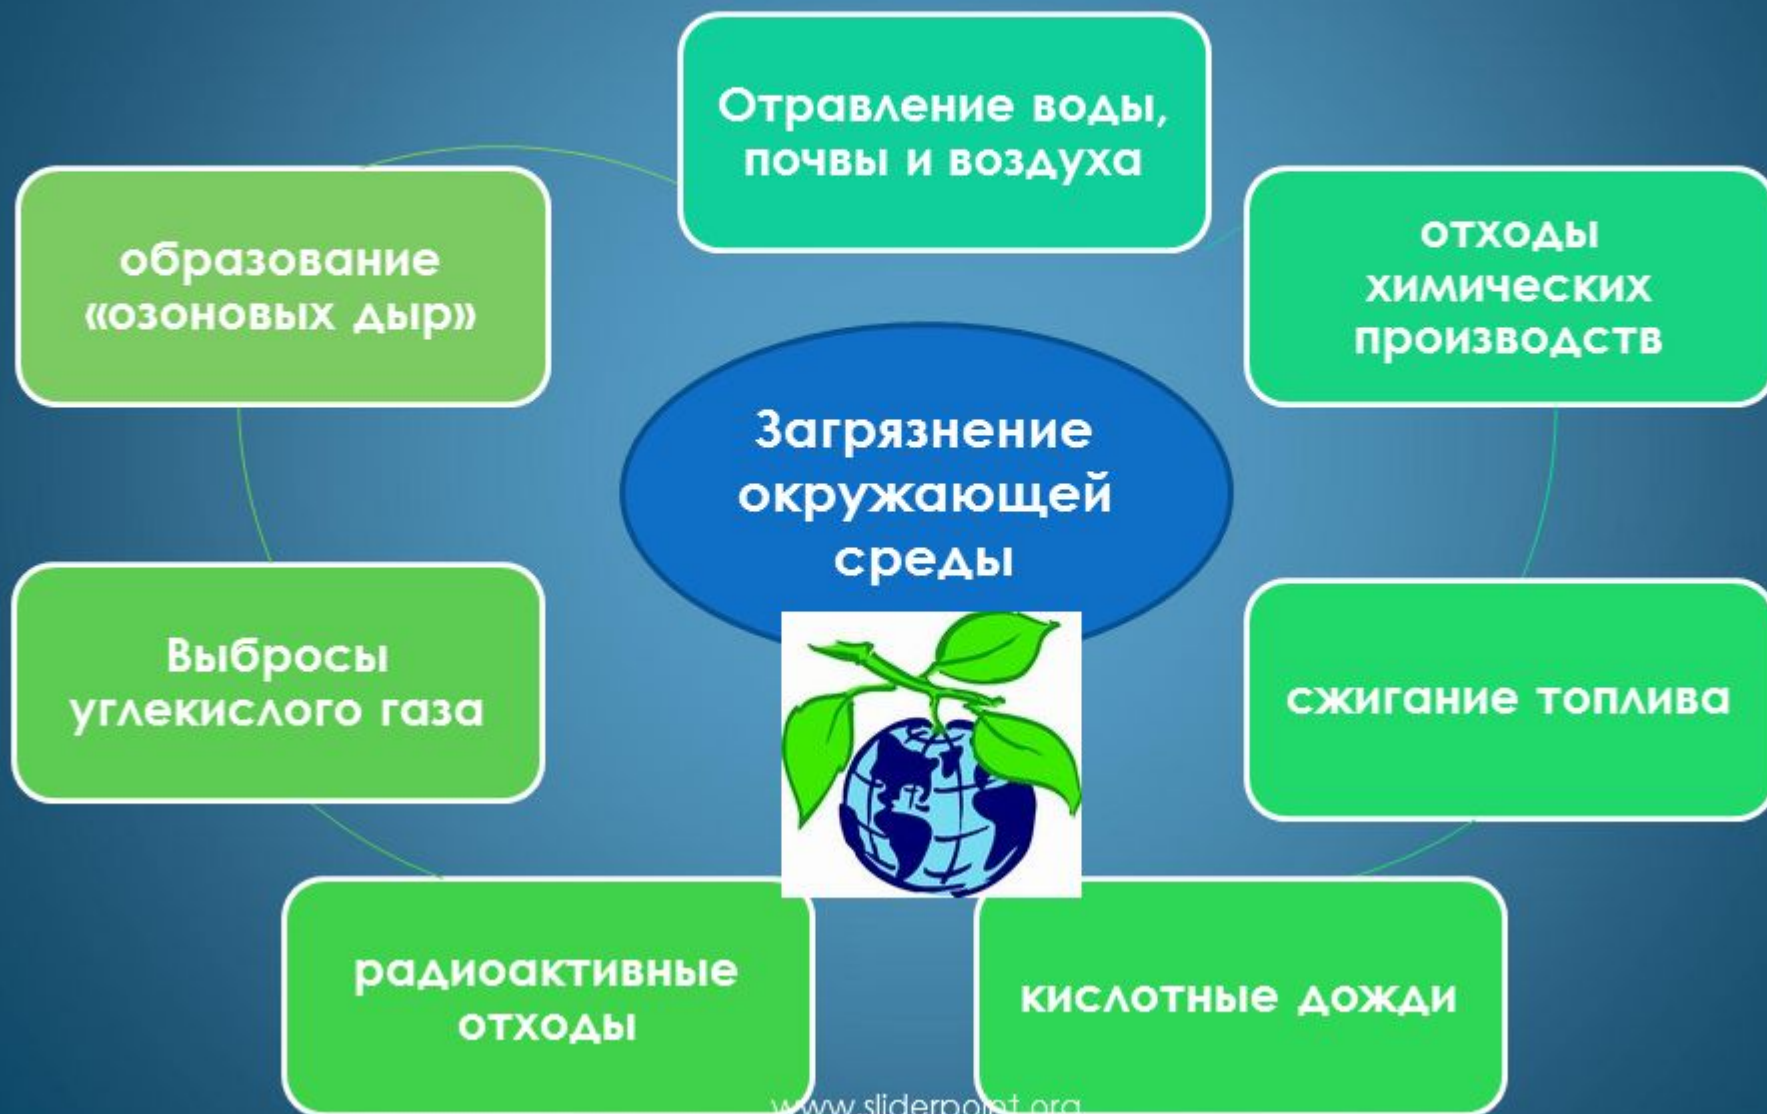 Отравление воды,
почвы и воздуха
отходы
химических
производств
сжигание топлива
кислотные дожди
радиоактивные
отходы
Выбросы
углекислого газа
образование
«озоновых дыр»
Загрязнение
окружающей
среды
www.sliderpoint.org